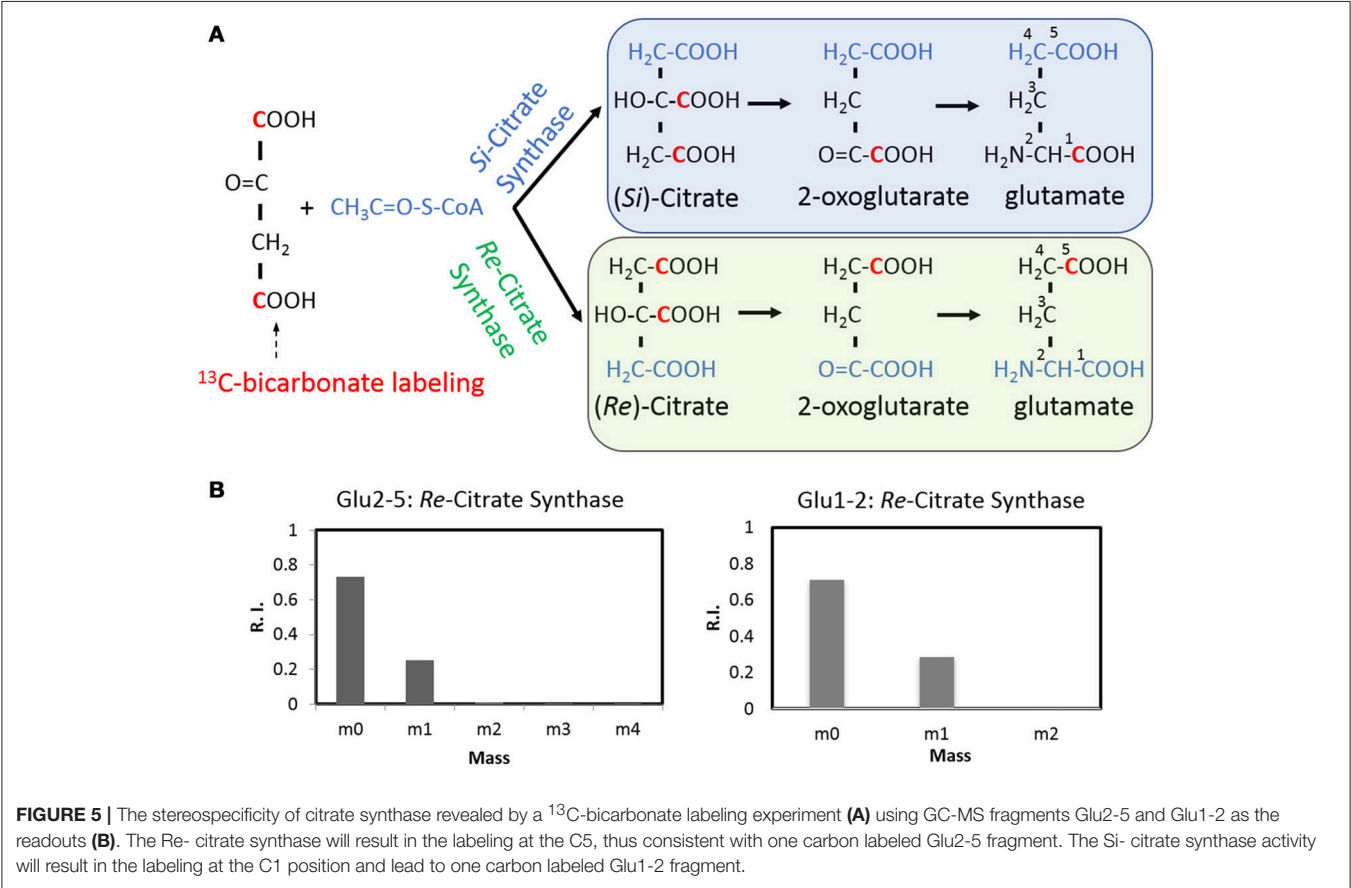 A
COOH
O=C
CH2
COOH
+ CH3C=O-S-CoA
13C-bicarbonate labeling
Si-Citrate
Synthase
Re-Citrate
Synthase
H2C-COOH
HO-C-COOH
H2C-COOH
(Si)-Citrate
H2C-COOH
H2C
O=C-COOH
2-oxoglutarate
4 5
H2C-COOH
3
H2C
2 1
H2N-CH-COOH
glutamate
H2C-COOH
HO-C-COOH
H2C-COOH
(Re)-Citrate
H2C-COOH
H2C
O=C-COOH
2-oxoglutarate
4 5
H2C-COOH
3
H2C
2 1
H2N-CH-COOH
glutamate
B
Glu2-5: Re-Citrate Synthase
1
0.8
0.6
0.4
0.2
0
R. I.
m0 m1 m2 m3 m4
Mass
Glu1-2: Re-Citrate Synthase
1
0.8
0.6
0.4
0.2
0
R.I.
m0 m1 m2
Mass
FIGURE 5 | The stereospecificity of citrate synthase revealed by a 13C-bicarbonate labeling experiment (A) using GC-MS fragments Glu2-5 and Glu1-2 as the
readouts (B). The Re- citrate synthase will result in the labeling at the C5, thus consistent with one carbon labeled Glu2-5 fragment. The Si- citrate synthase activity
will result in the labeling at the C1 position and lead to one carbon labeled Glu1-2 fragment.